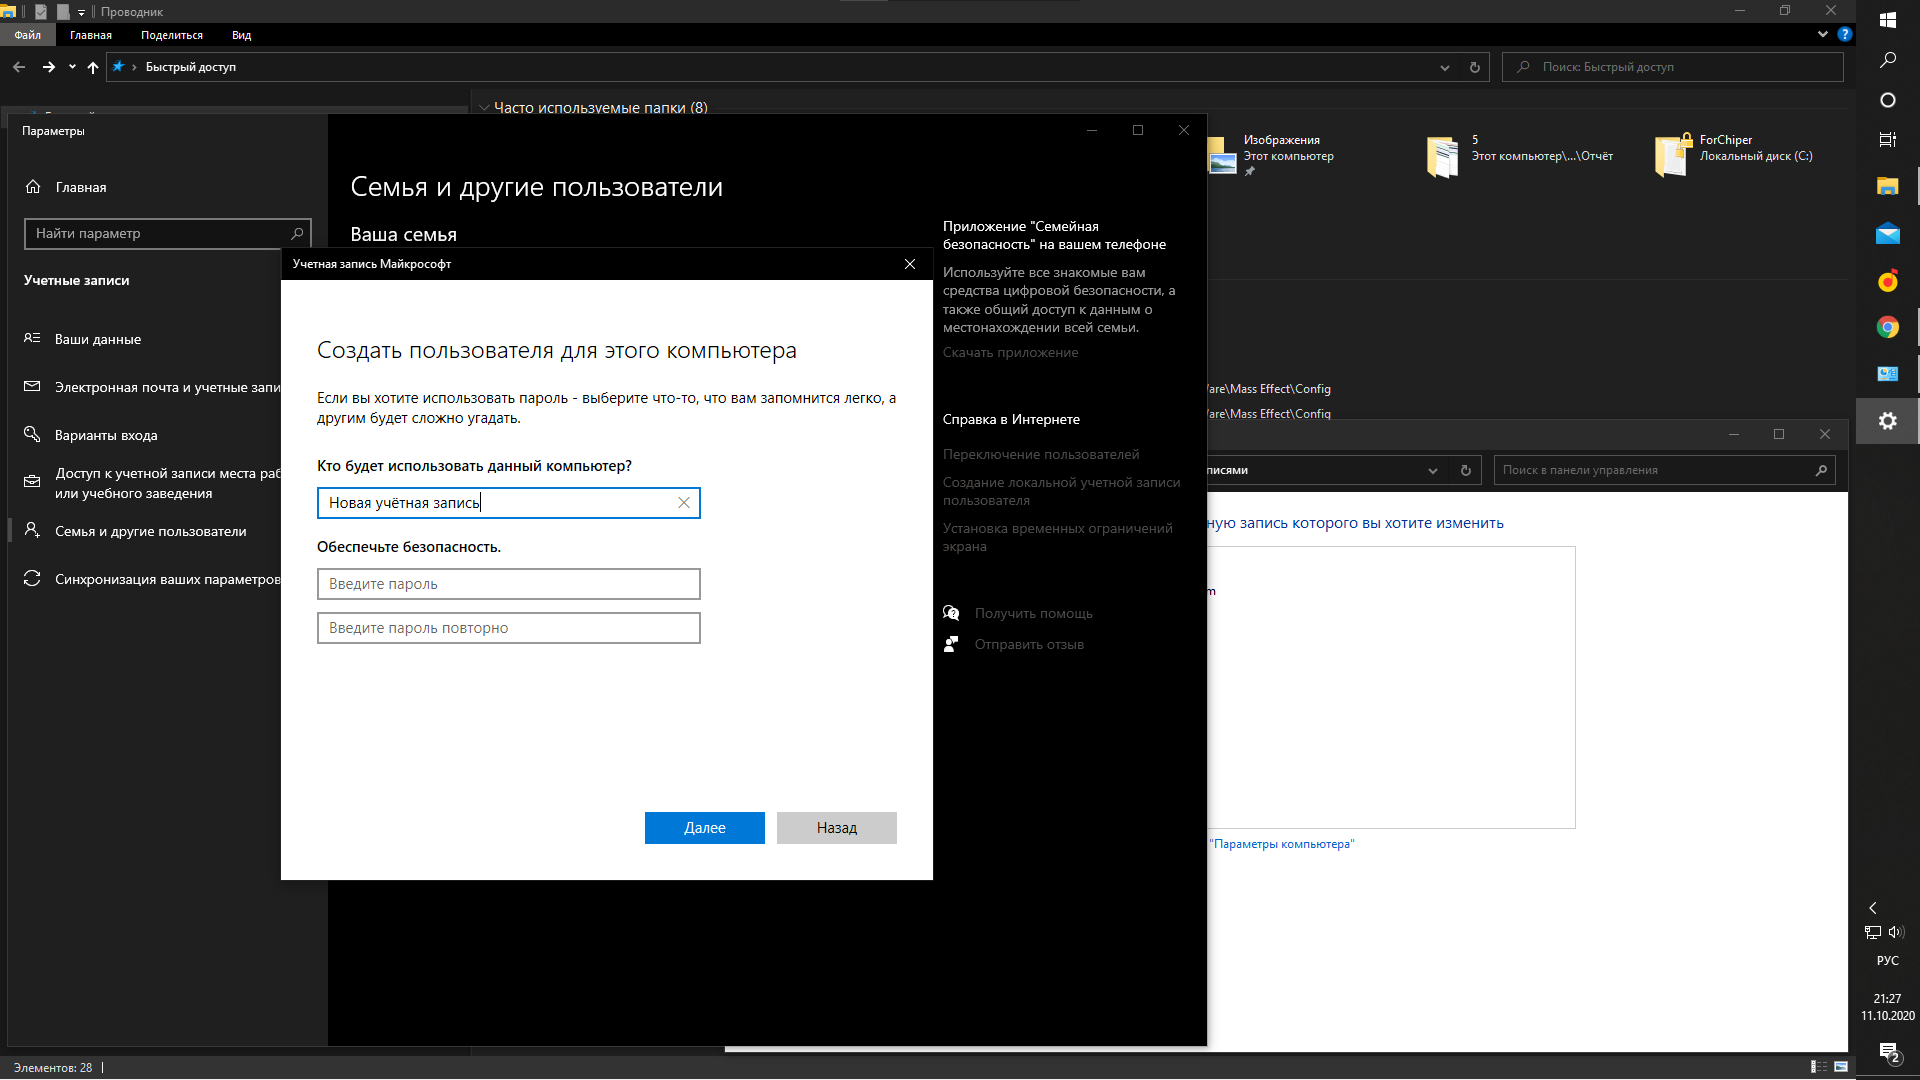 Проводник
Файл
Главная
Поделиться
Вид
?
Быстрый доступ
Поиск: Быстрый доступ
Часто используемые папки (8)
Изображения
Этот компьютер
5
Этот компьютер\...\Отчёт
ForChiper
Локальный диск (C:)
Параметры
Главная
Найти параметр
Учетные записи
Ваши данные
Электронная почта и учетные запи
Варианты входа
Доступ к учетной записи места раб
или учебного заведения
Семья и другие пользователи
Синхронизация ваших параметров
Семья и другие пользователи
Ваша семья
Учетная запись Майкрософт
Создать пользователя для этого компьютера
Если вы хотите использовать пароль - выберите что-то, что вам запомнится легко, а
другим будет сложно угадать.
Кто будет использовать данный компьютер?
Новая учётная запись
Обеспечьте безопасность.
Введите пароль
Введите пароль повторно
Далее
Назад
Приложение "Семейная
безопасность" на вашем телефоне
Используйте все знакомые вам
средства цифровой безопасности, а
также общий доступ к данным о
местонахождении всей семьи.
Скачать приложение
Справка в Интернете
Переключение пользователей
Создание локальной учетной записи
пользователя
Установка временных ограничений
экрана
Получить помощь
Отправить отзыв
Ware\Mass Effect\Config
Ware\Mass Effect\Config
писями
Поиск в панели управления
ную запись которого вы хотите изменить
m
"Параметры компьютера"
Элементов: 28
РУС
21:27
11.10.2020
2